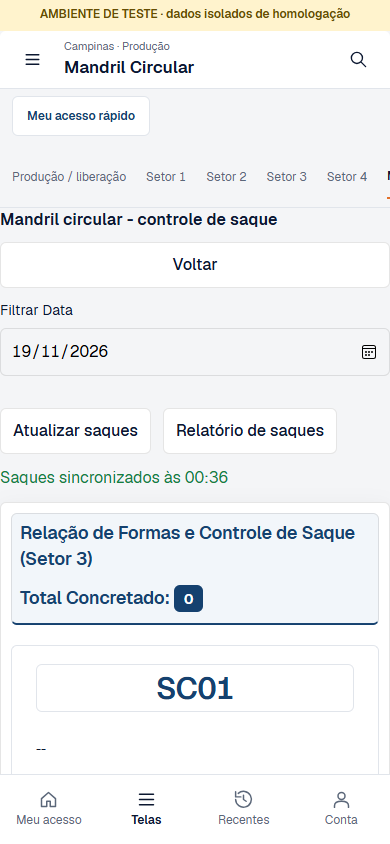 AMBIENTE DE TESTE · dados isolados de homologação
Campinas · Produção
Mandril Circular
Meu acesso rápido
Produção / liberação Setor 1 Setor 2 Setor 3 Setor 4
Mandril circular - controle de saque
Voltar
Filtrar Data
19/11/2026
Atualizar saques Relatório de saques
Saques sincronizados às 00:36
Relação de Formas e Controle de Saque
(Setor 3)
Total Concretado: 0
SC01
--
Meu acesso Telas Recentes Conta